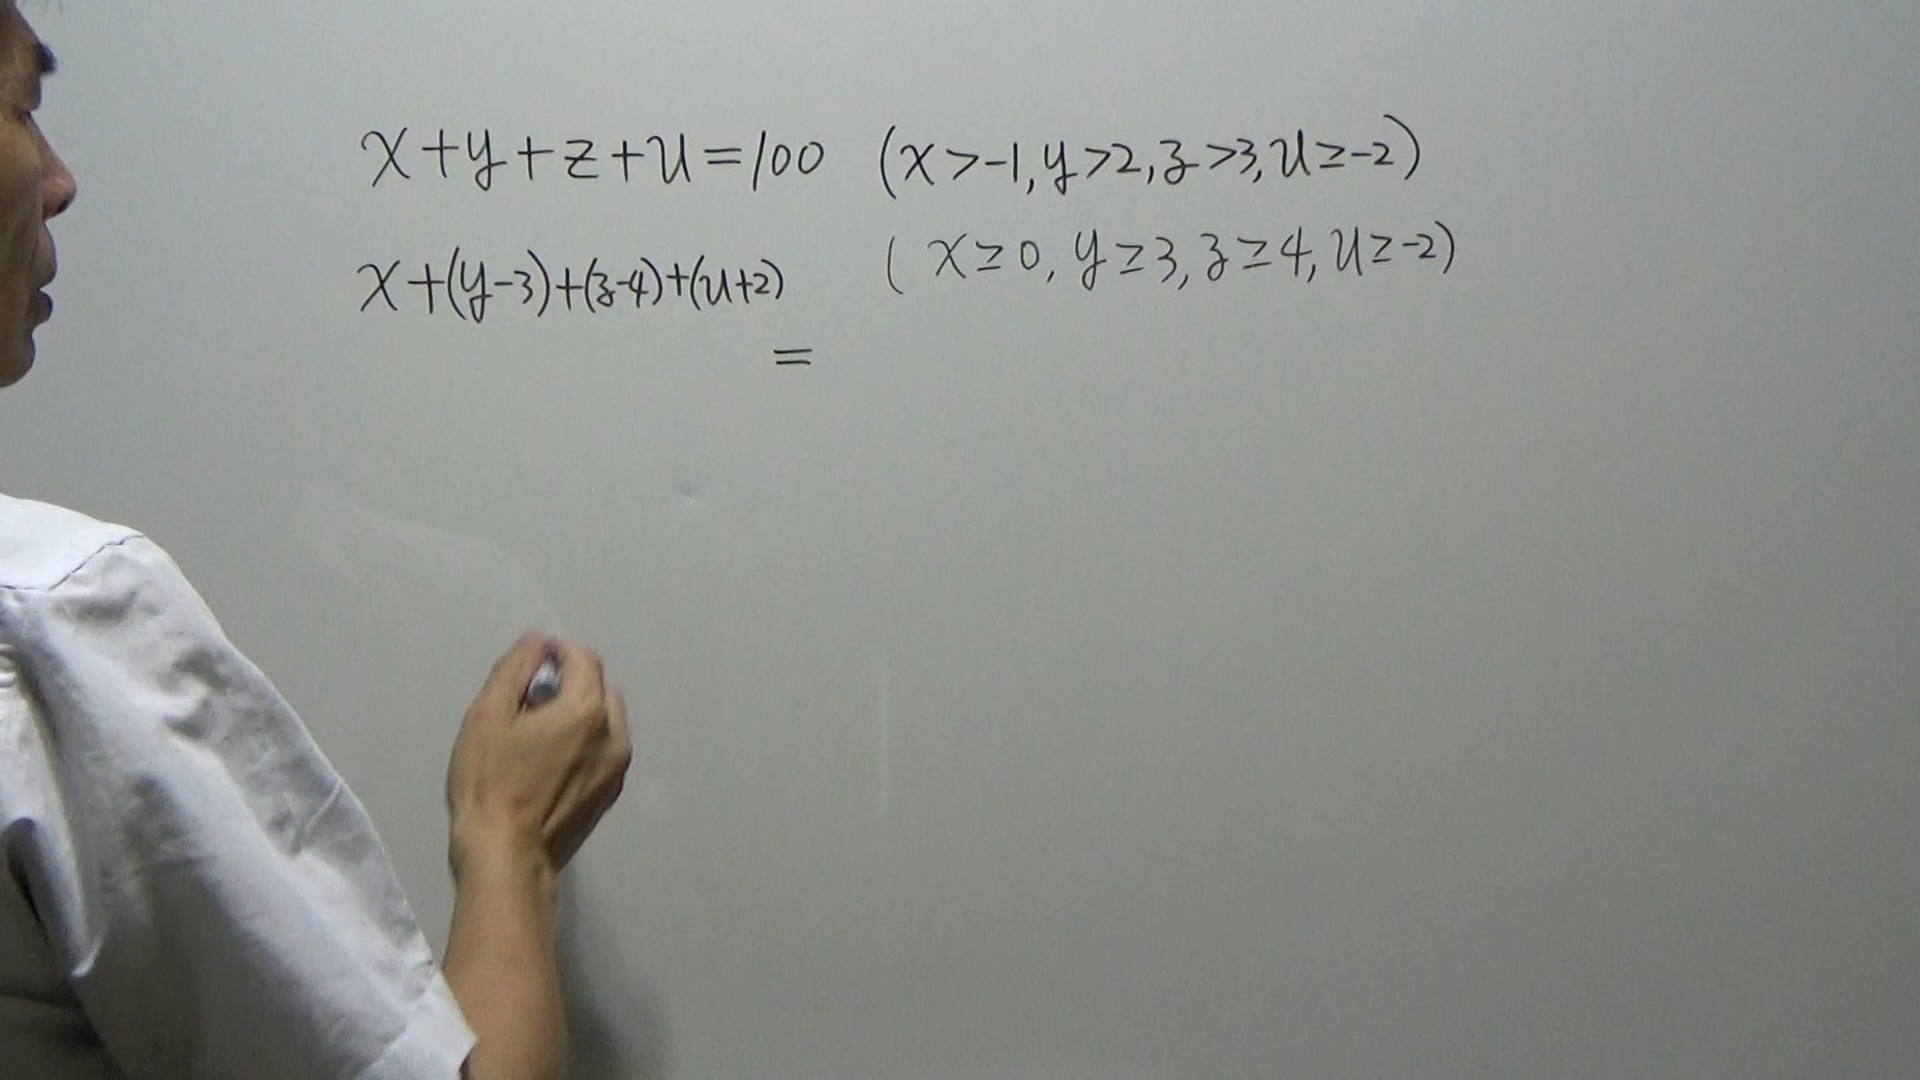 x+y+z+u=100 (x>-1,y>2,z>3,u≥-2)
(x≥0,y≥3,z≥4,u≥-2)
x+(y-3)+(z-4)+(u+2)
=